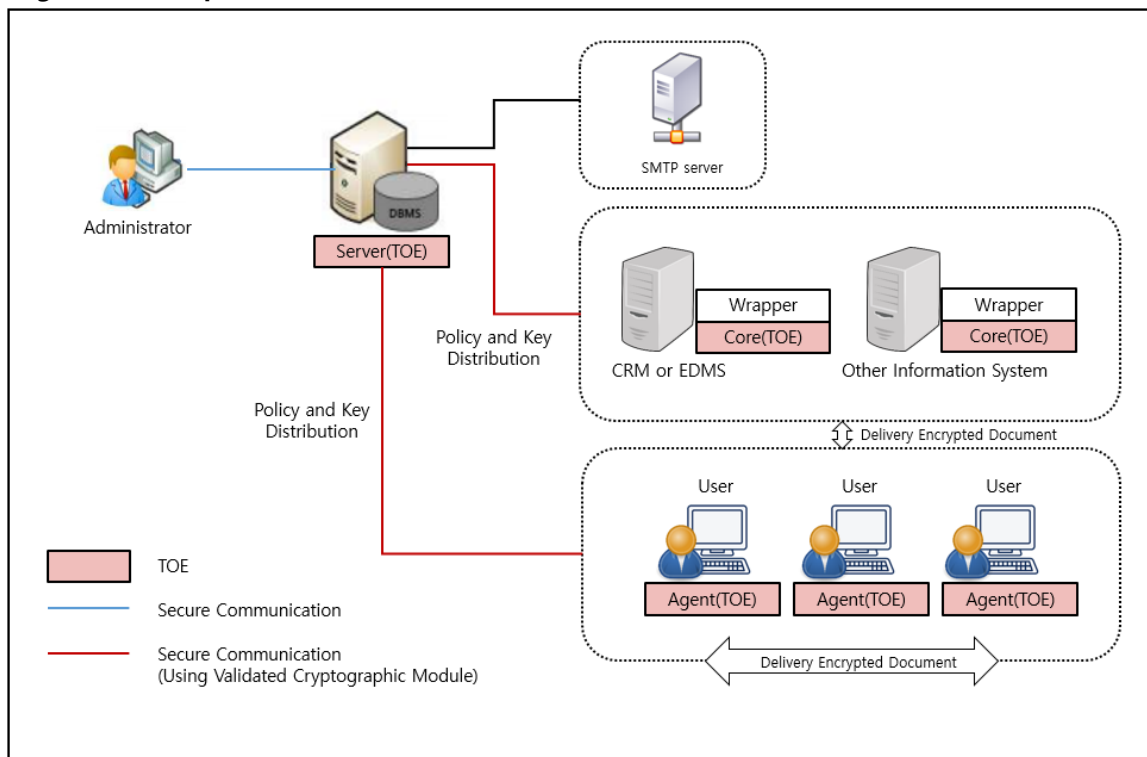 SMTP server
Administrator
DBMS
Server(TOE)
Wrapper
Core(TOE)
Wrapper
Core(TOE)
Policy and Key
Distribution
CRM or EDMS
Other Information System
Policy and Key
Distribution
Delivery Encrypted Document
User
User
User
Agent(TOE)
Agent(TOE)
Agent(TOE)
Delivery Encrypted Document
TOE
Secure Communication
Secure Communication
(Using Validated Cryptographic Module)